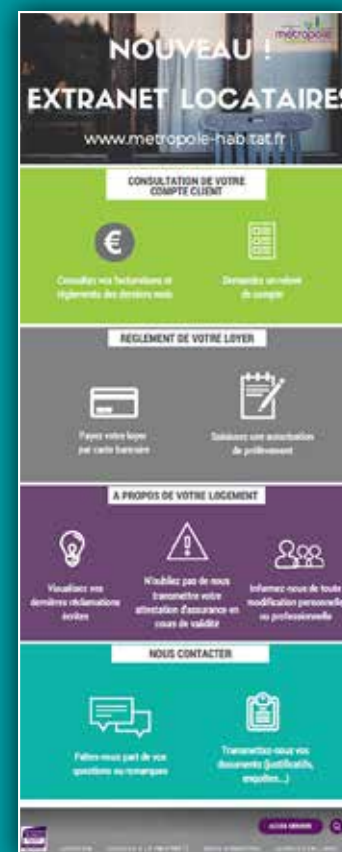 métropole
NOUVEAU !
EXTRANET LOCATAIRES
www.metropole-habitat.fr
CONSULTATION DE VOTRE
COMPTE CLIENT
Consultez vos facturations et
règlements des derniers mois
Demandez un relevé
de compte
REGLEMENT DE VOTRE LOYER
Payez votre loyer
par carte bancaire
Saisissez une autorisation
de prélèvement
A PROPOS DE VOTRE LOGEMENT
Visualisez vos
dernières réclamations
écrites
N'oubliez pas de nous
transmettre votre
attestation d'assurance en
cours de validité
Informez-nous de toute
modification personnelle
ou professionnelle
NOUS CONTACTER
Faites-nous part de vos
questions ou remarques
Transmettez-nous vos
documents (justificatifs,
enquêtes...)